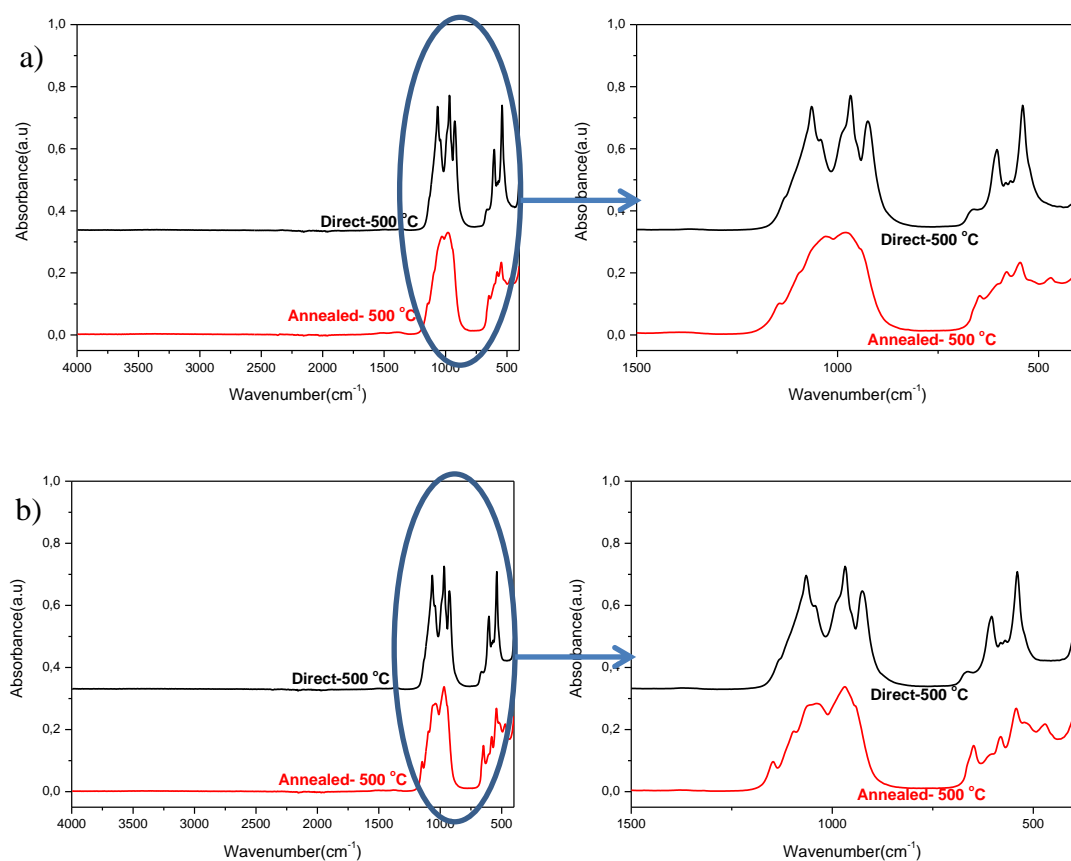 a)
1,0
0,8
0,6
0,4
0,2
0,0
Absorbance(a.u)
Direct-500 °C
Annealed- 500 °C
4000 3500 3000 2500 2000 1500 1000 500
Wavenumber(cm⁻¹)
1,0
0,8
0,6
0,4
0,2
0,0
Absorbance(a.u)
Direct-500 °C
Annealed- 500 °C
1500 1000 500
Wavenumber(cm⁻¹)
b)
1,0
0,8
0,6
0,4
0,2
0,0
Absorbance(a.u)
Direct-500 °C
Annealed- 500 °C
4000 3500 3000 2500 2000 1500 1000 500
Wavenumber(cm⁻¹)
1,0
0,8
0,6
0,4
0,2
0,0
Absorbance(a.u)
Direct-500 °C
Annealed- 500 °C
1500 1000 500
Wavenumber(cm⁻¹)